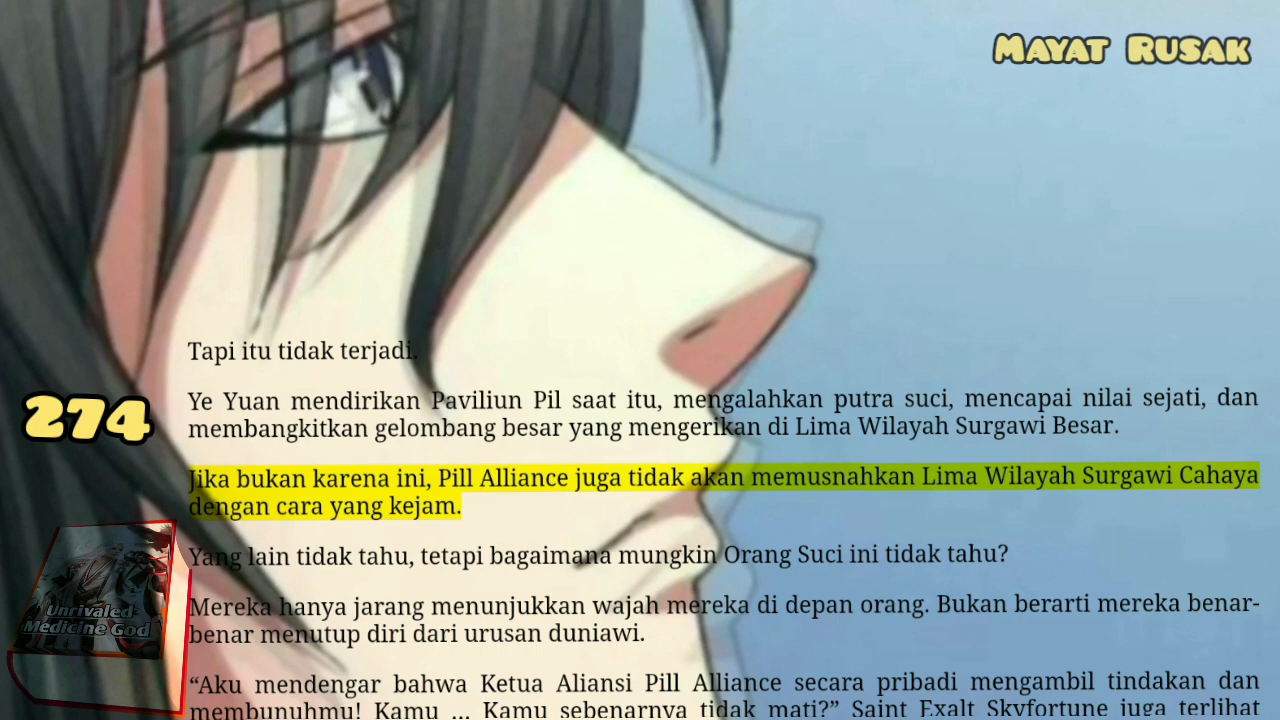 Mayat Rusak
Tapi itu tidak terjadi.
Ye Yuan mendirikan Paviliun Pil saat itu, mengalahkan putra suci, mencapai nilai sejati, dan
membangkitkan gelombang besar yang mengerikan di Lima Wilayah Surgawi Besar.
274
Jika bukan karena ini, Pill Alliance juga tidak akan memusnahkan Lima Wilayah Surgawi Cahaya
dengan cara yang kejam.
Yang lain tidak tahu, tetapi bagaimana mungkin Orang Suci ini tidak tahu?
Mereka hanya jarang menunjukkan wajah mereka di depan orang. Bukan berarti mereka benar-
benar menutup diri dari urusan duniawi.
Unrivaled
Medicine God
“Aku mendengar bahwa Ketua Aliansi Pill Alliance secara pribadi mengambil tindakan dan
membunuhmu! Kamu ... Kamu sebenarnya tidak mati?” Saint Exalt Skyfortune juga terlihat